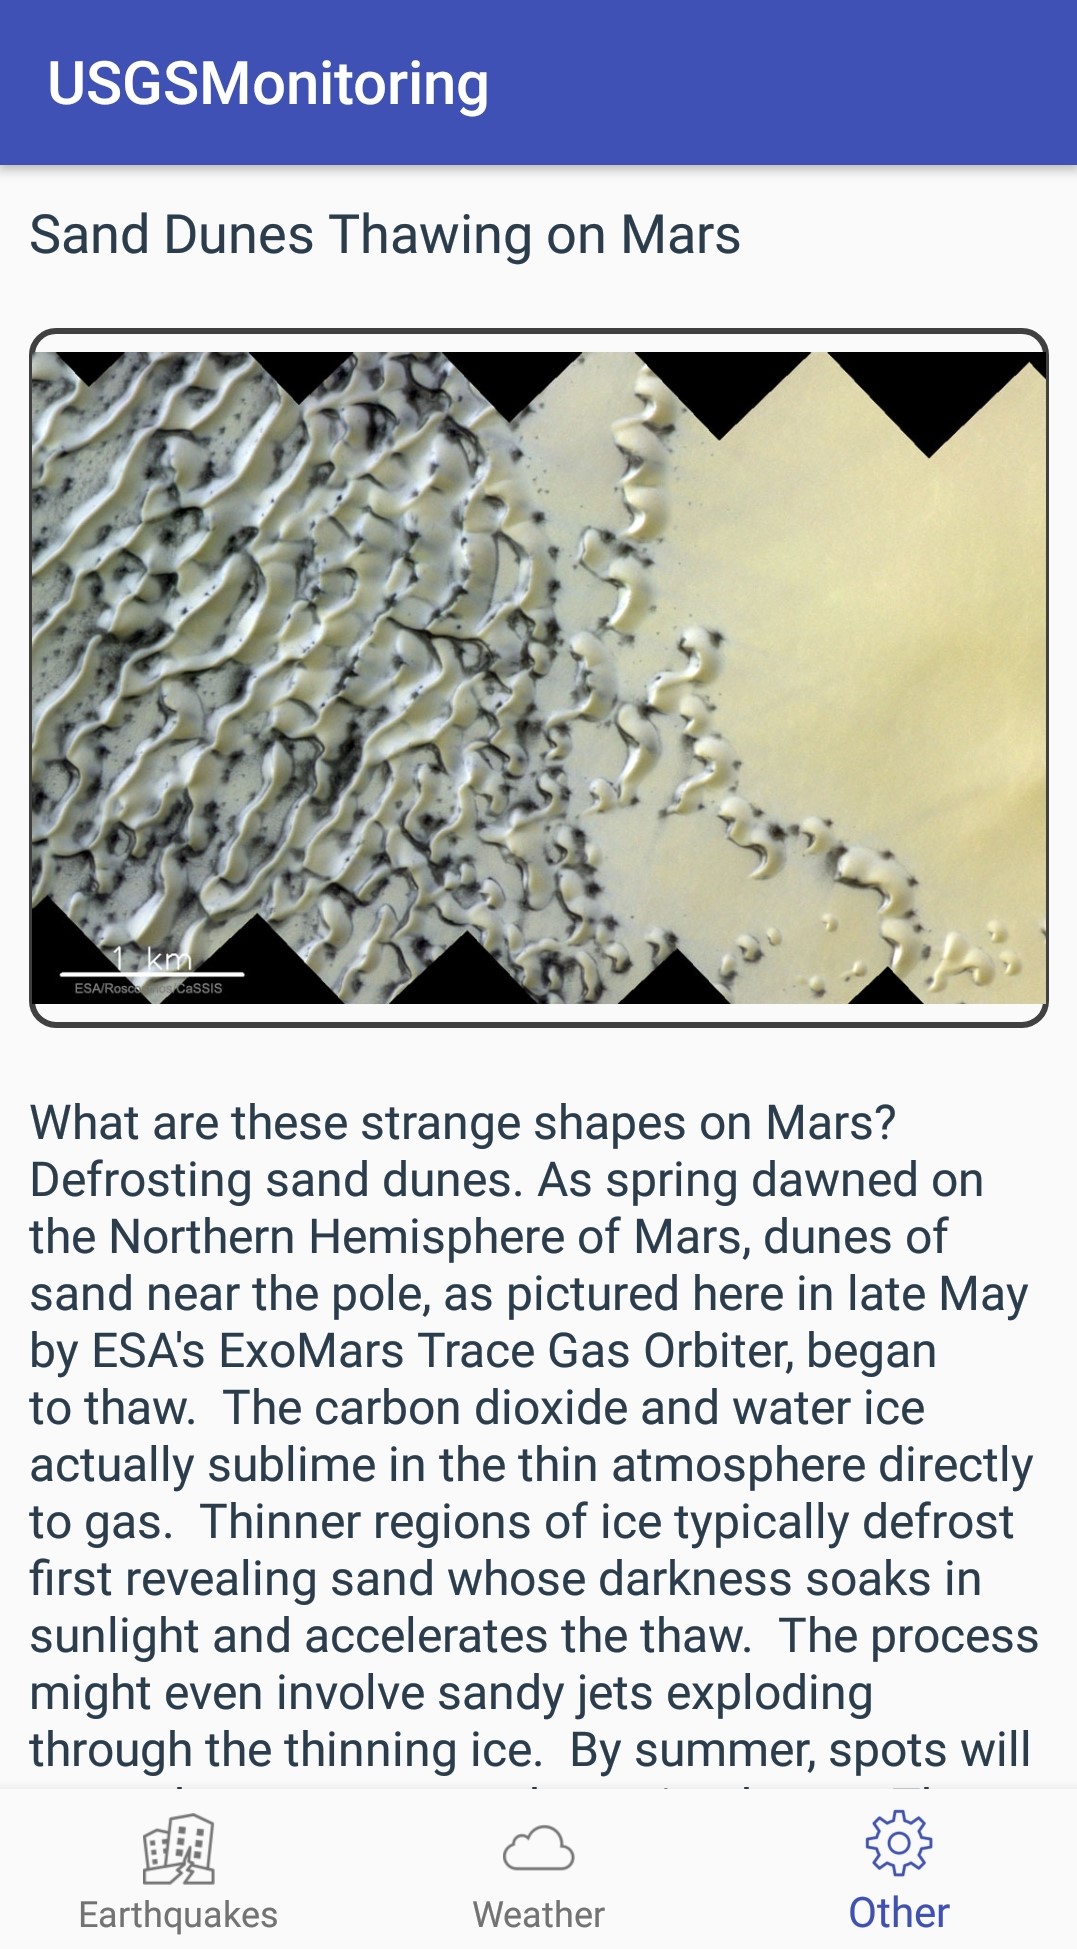 USGSMonitoring
Sand Dunes Thawing on Mars
1 km
CaSSIS
What are these strange shapes on Mars?
Defrosting sand dunes. As spring dawned on
the Northern Hemisphere of Mars, dunes of
sand near the pole, as pictured here in late May
by ESA's ExoMars Trace Gas Orbiter, began
to thaw.  The carbon dioxide and water ice
actually sublime in the thin atmosphere directly
to gas.  Thinner regions of ice typically defrost
first revealing sand whose darkness soaks in
sunlight and accelerates the thaw.  The process
might even involve sandy jets exploding
through the thinning ice.  By summer, spots will
Earthquakes
Weather
Other